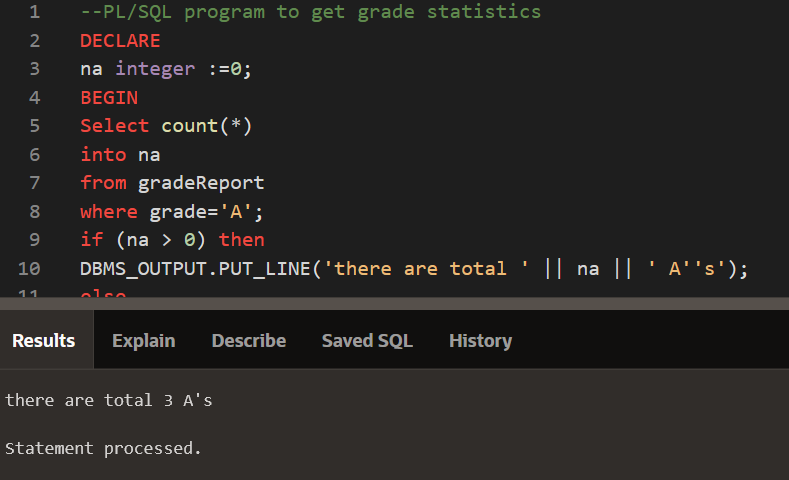 1 --PL/SQL program to get grade statistics
2 DECLARE
3 na integer :=0;
4 BEGIN
5 Select count(*)
6 into na
7 from gradeReport
8 where grade='A';
9 if (na > 0) then
10 DBMS_OUTPUT.PUT_LINE('there are total ' || na || ' A''s');
11 else
Results Explain Describe Saved SQL History
there are total 3 A's
Statement processed.